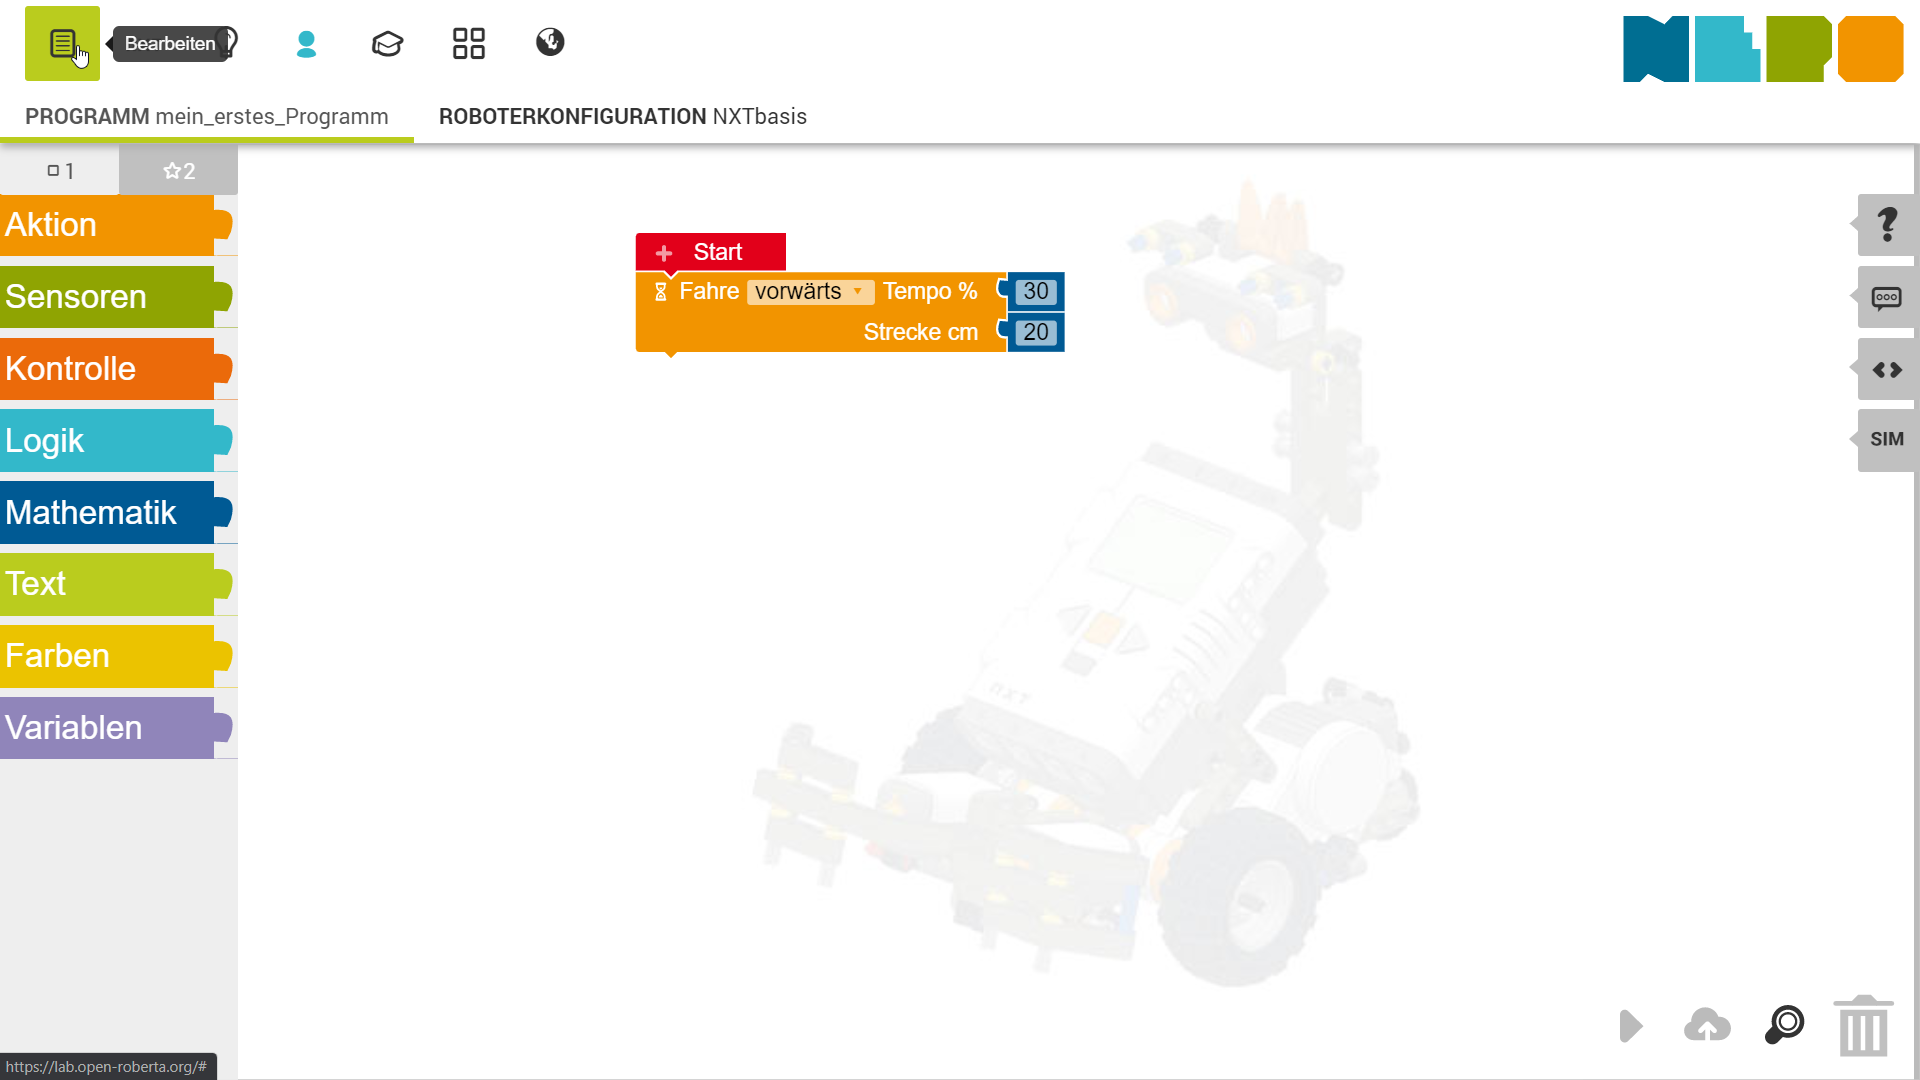 Bearbeiten
PROGRAMM mein_erstes_Programm
ROBOTERKONFIGURATION NXTbasis
1
2
Aktion
Sensoren
Kontrolle
Logik
Mathematik
Text
Farben
Variablen
+ Start
Fahre vorwärts Tempo % 30
Strecke cm 20
NXT
?
SIM
https://lab.open-roberta.org/#